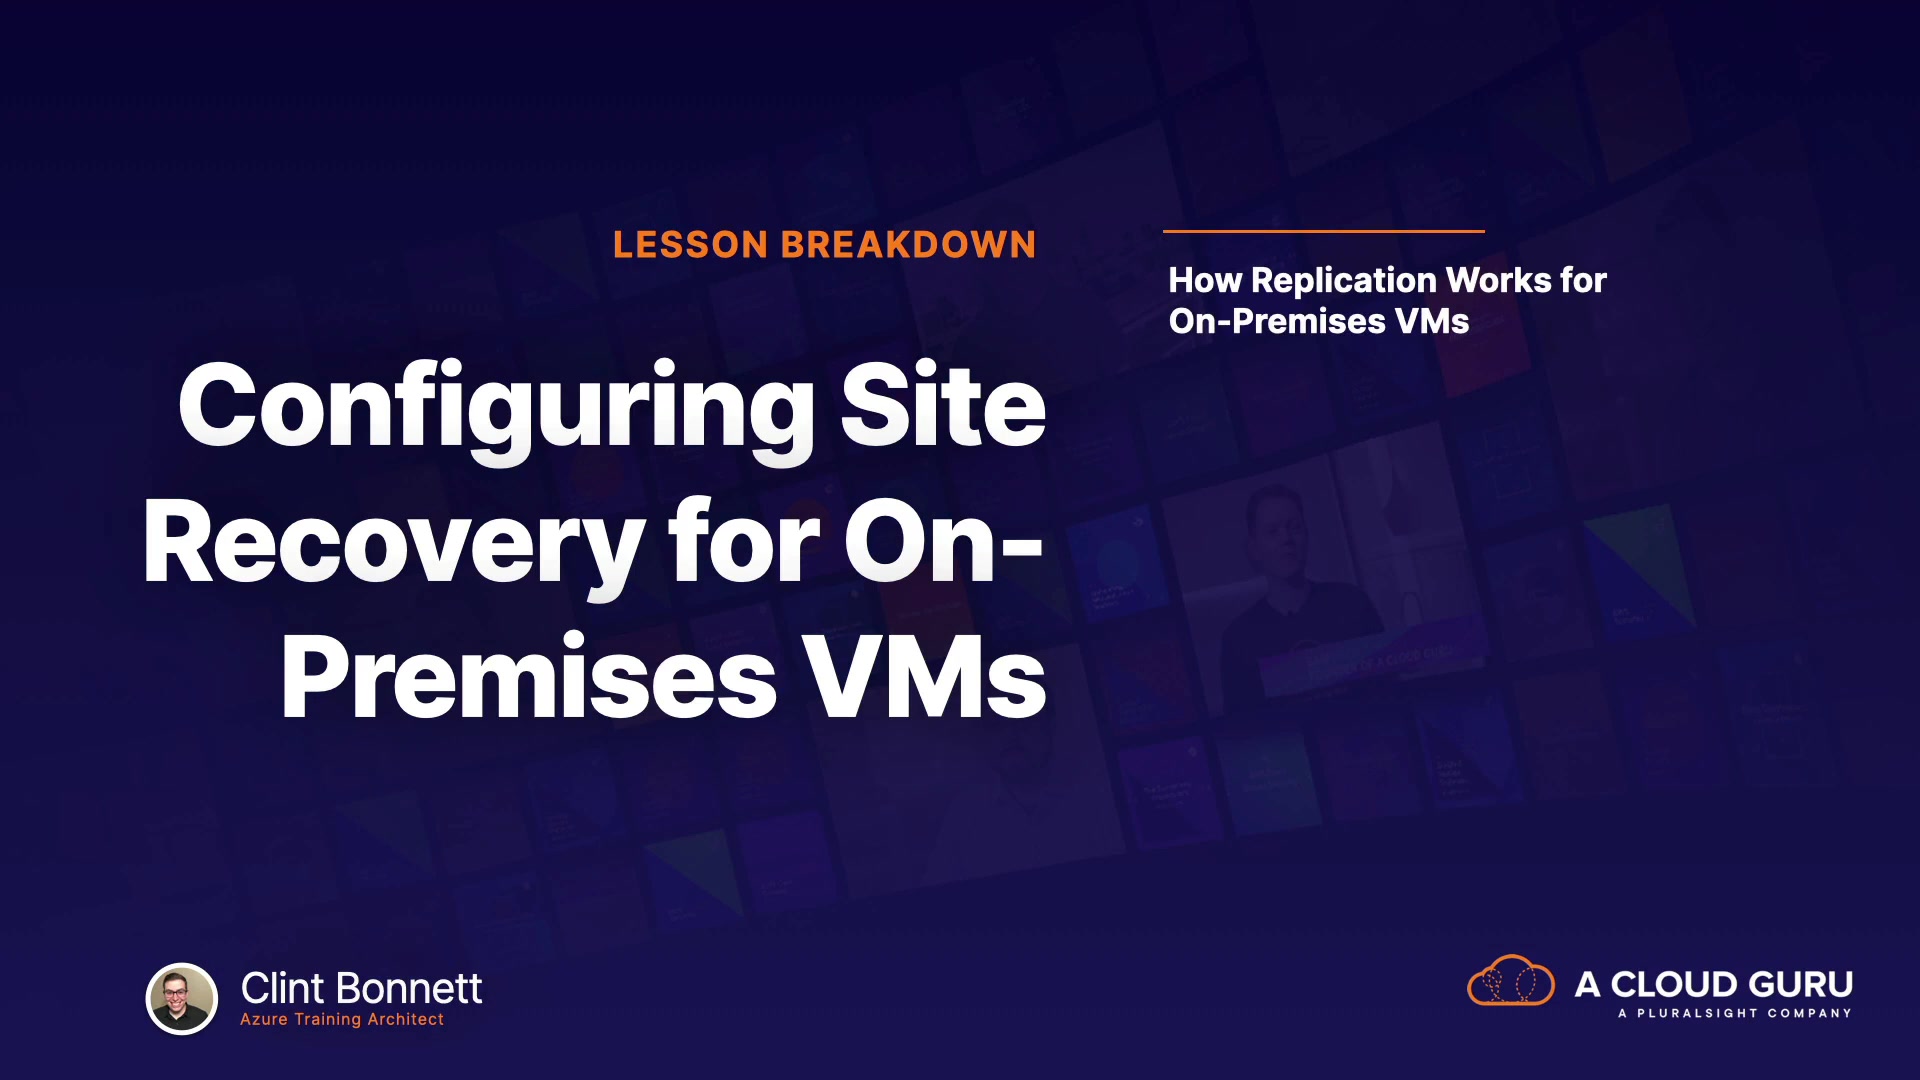 LESSON BREAKDOWN
Configuring Site
Recovery for On-
Premises VMs
How Replication Works for
On-Premises VMs
Clint Bonnett
Azure Training Architect
A CLOUD GURU
A PLURALSIGHT COMPANY